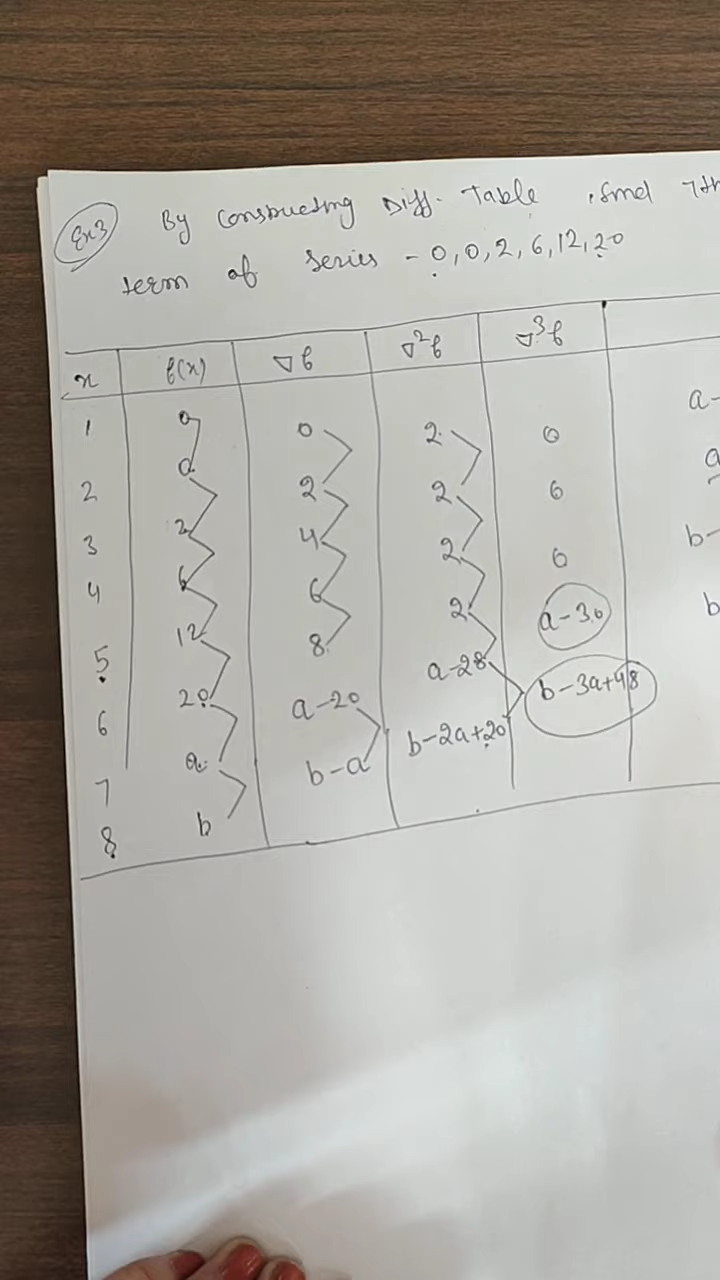 Ex3 By constructing Diff. Table , find 7th
term of series - 0, 0, 2, 6, 12, 20
x f(x) ∇f ∇²f ∇³f
1 0 0 2 0 a-
2 0 2 2 0 a
3 2 4 2 0 b-
4 6 6 2 a-30 b
5 12 8 a-28 b-3a+48
6 20 a-20 b-2a+20
7 a b-a
8 b